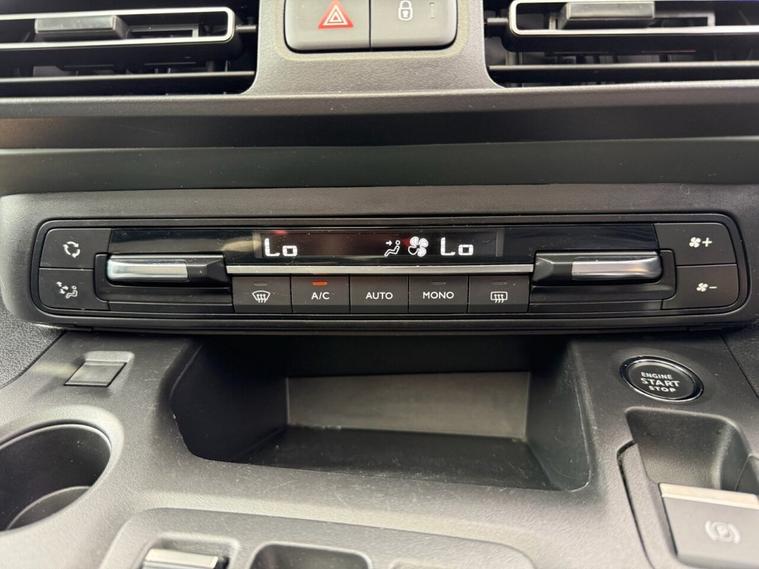 Lo Lo
A/C AUTO MONO
ENGINE
START
STOP